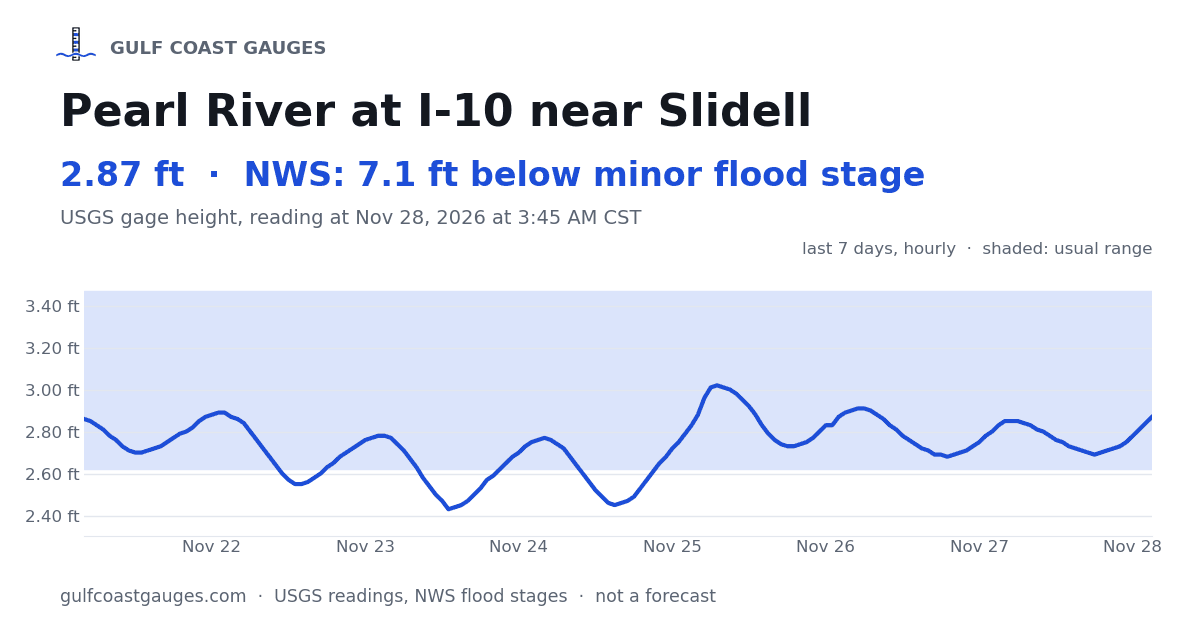 GULF COAST GAUGES
Pearl River at I-10 near Slidell
2.87 ft · NWS: 7.1 ft below minor flood stage
USGS gage height, reading at Nov 28, 2026 at 3:45 AM CST
last 7 days, hourly · shaded: usual range
3.40 ft
3.20 ft
3.00 ft
2.80 ft
2.60 ft
2.40 ft
Nov 22 Nov 23 Nov 24 Nov 25 Nov 26 Nov 27 Nov 28
gulfcoastgauges.com · USGS readings, NWS flood stages · not a forecast